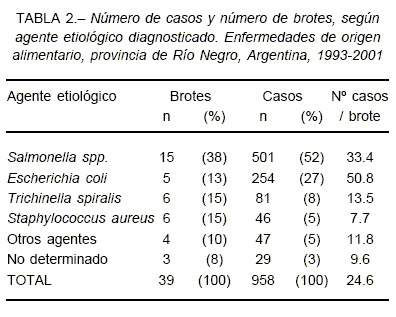 TABLA 2.– Número de casos y número de brotes, según
agente etiológico diagnosticado. Enfermedades de origen
alimentario, provincia de Río Negro, Argentina, 1993-2001
Agente etiológico Brotes Casos Nº casos
n (%) n (%) / brote
Salmonella spp. 15 (38) 501 (52) 33.4
Escherichia coli 5 (13) 254 (27) 50.8
Trichinella spiralis 6 (15) 81 (8) 13.5
Staphylococcus aureus 6 (15) 46 (5) 7.7
Otros agentes 4 (10) 47 (5) 11.8
No determinado 3 (8) 29 (3) 9.6
TOTAL 39 (100) 958 (100) 24.6